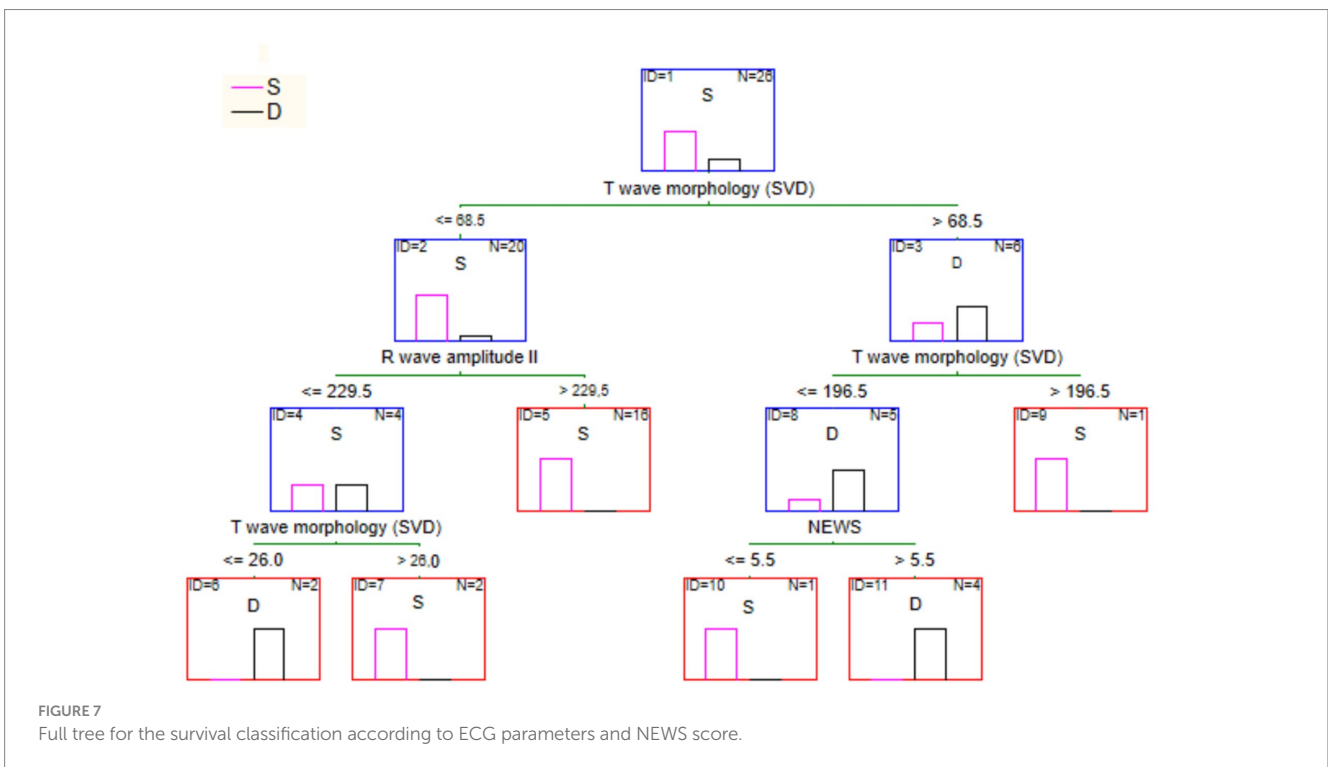 S
D
ID=1 N=26
S
T wave morphology (SVD)
<= 68.5 > 68.5
ID=2 N=20 ID=3 N=6
S D
R wave amplitude II T wave morphology (SVD)
<= 229.5 > 229,5 <= 196.5 > 196.5
ID=4 N=4 ID=5 N=16 ID=8 N=5 ID=9 N=1
S S D S
T wave morphology (SVD) NEWS
<= 26.0 > 26,0 <= 5.5 > 5.5
ID=6 N=2 ID=7 N=2 ID=10 N=1 ID=11 N=4
D S S D
FIGURE 7
Full tree for the survival classification according to ECG parameters and NEWS score.